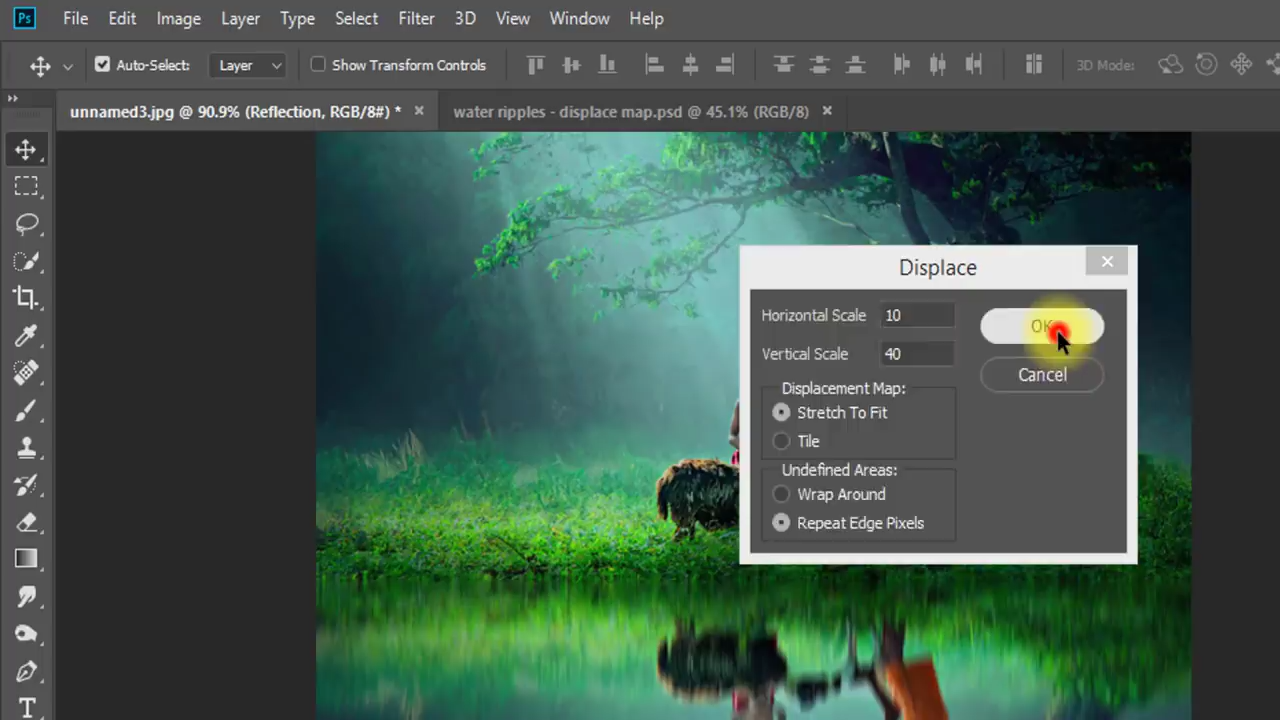 Ps File Edit Image Layer Type Select Filter 3D View Window Help
Auto-Select: Layer Show Transform Controls 3D Mode:
unnamed3.jpg @ 90.9% (Reflection, RGB/8#) * × water ripples - displace map.psd @ 45.1% (RGB/8) ×
Displace
Horizontal Scale 10
OK
Vertical Scale 40
Cancel
Displacement Map:
Stretch To Fit
Tile
Undefined Areas:
Wrap Around
Repeat Edge Pixels